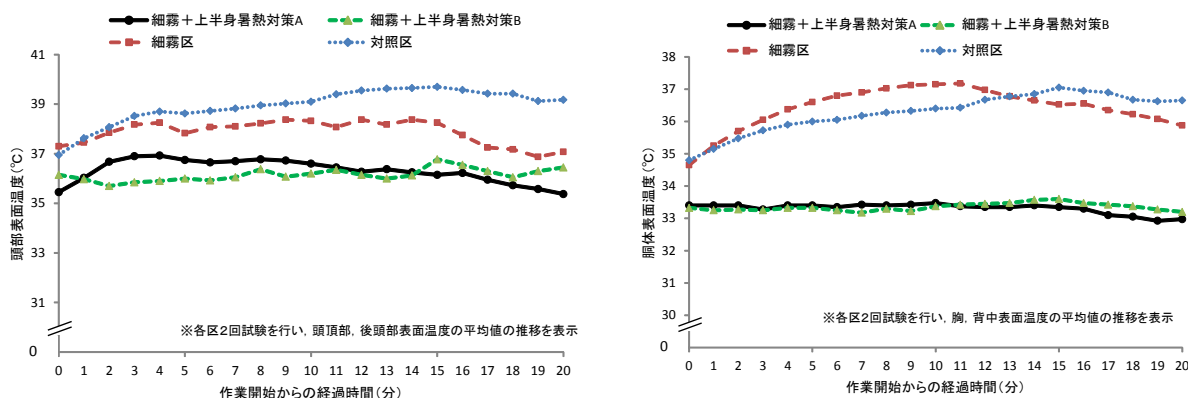 細霧＋上半身暑熱対策A 細霧＋上半身暑熱対策B
細霧区 対照区
頭部表面温度(℃)
41
39
37
35
33
31
0
※各区2回試験を行い，頭頂部，後頭部表面温度の平均値の推移を表示
0 1 2 3 4 5 6 7 8 9 10 11 12 13 14 15 16 17 18 19 20
作業開始からの経過時間(分)
細霧＋上半身暑熱対策A 細霧＋上半身暑熱対策B
細霧区 対照区
胴体表面温度(℃)
38
37
36
35
34
33
32
31
30
0
※各区2回試験を行い，胸，背中表面温度の平均値の推移を表示
0 1 2 3 4 5 6 7 8 9 10 11 12 13 14 15 16 17 18 19 20
作業開始からの経過時間(分)